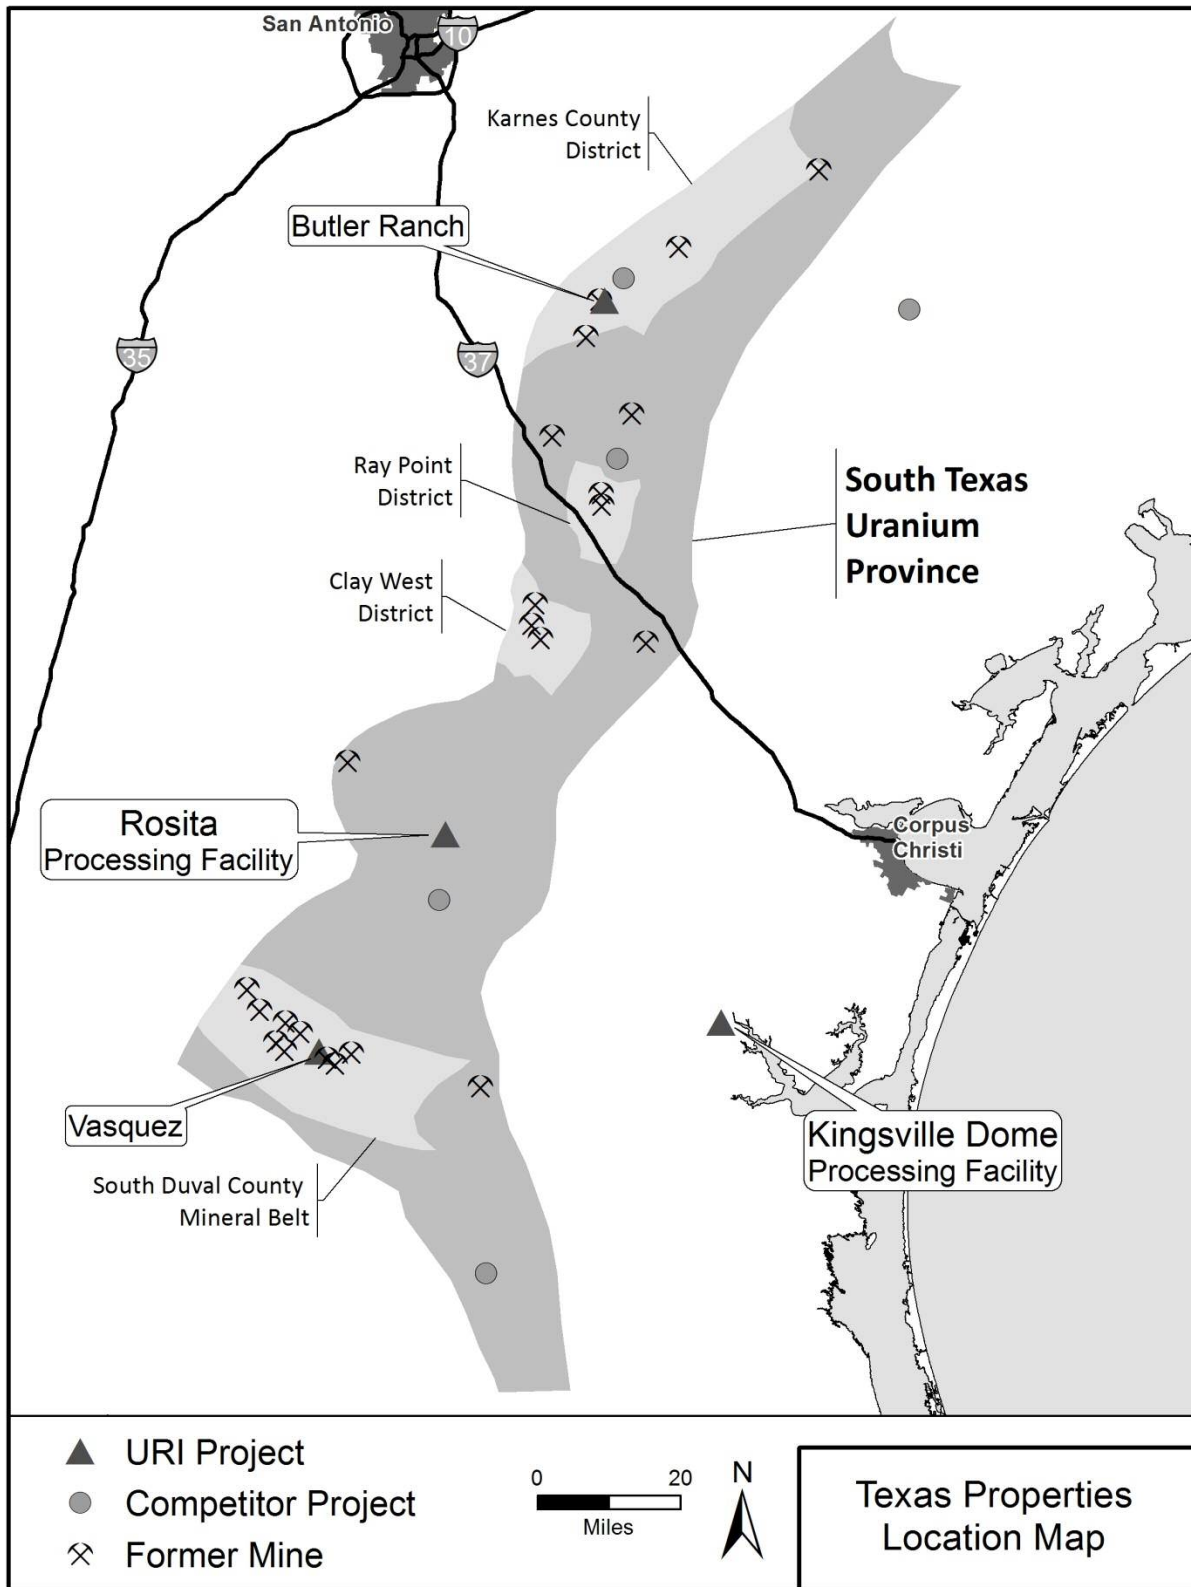 San Antonio
10
Karnes County
District
Butler Ranch
35
37
Ray Point
District
South Texas
Uranium
Province
Clay West
District
Rosita
Processing Facility
Corpus
Christi
Vasquez
Kingsville Dome
Processing Facility
South Duval County
Mineral Belt
URI Project
Competitor Project
Former Mine
0 20
Miles
N
Texas Properties
Location Map